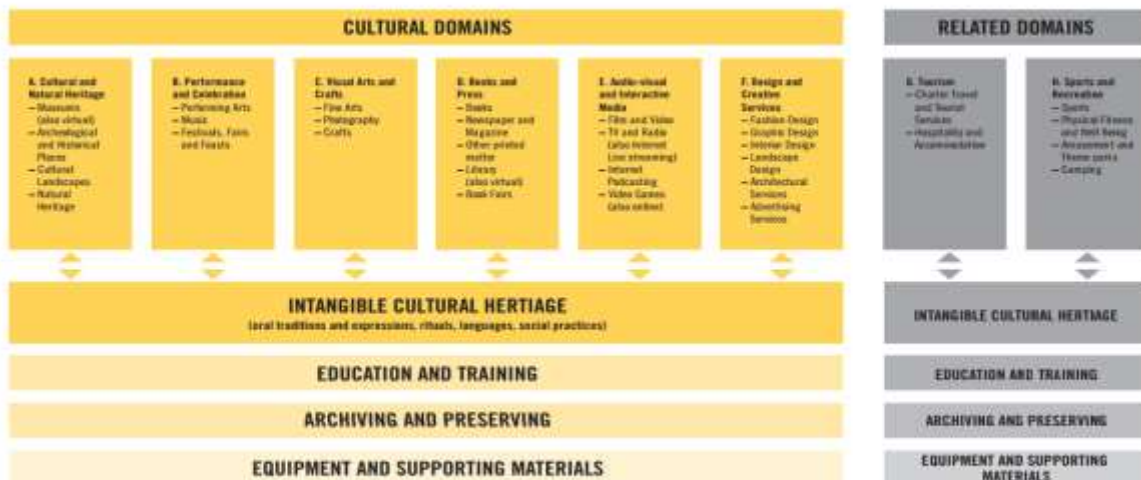 CULTURAL DOMAINS
A. Cultural and
Natural Heritage
— Museums
(also virtual)
— Archeological
and Historical
Places
— Cultural
Landscapes
— Natural
Heritage
B. Performance
and Celebration
— Performing Arts
— Music
— Festivals, Fairs
and Feasts
C. Visual Arts and
Crafts
— Fine Arts
— Photography
— Crafts
D. Books and
Press
— Books
— Newspaper and
Magazine
— Other printed
matter
— Library
(also virtual)
— Book Fairs
E. Audio-visual
and Interactive
Media
— Film and Video
— TV and Radio
(also Internet
Live streaming)
— Internet
Podcasting
— Video Games
(also online)
F. Design and
Creative
Services
— Fashion Design
— Graphic Design
— Interior Design
— Landscape
Design
— Architectural
Services
— Advertising
Services
INTANGIBLE CULTURAL HERTIAGE
(oral traditions and expressions, rituals, languages, social practices)
EDUCATION AND TRAINING
ARCHIVING AND PRESERVING
EQUIPMENT AND SUPPORTING MATERIALS
RELATED DOMAINS
G. Tourism
— Charter Travel
and Tourist
Services
— Hospitality and
Accommodation
H. Sports and
Recreation
— Sports
— Physical Fitness
and Well Being
— Amusement and
Theme parks
— Camping
INTANGIBLE CULTURAL HERTIAGE
EDUCATION AND TRAINING
ARCHIVING AND PRESERVING
EQUIPMENT AND SUPPORTING
MATERIALS